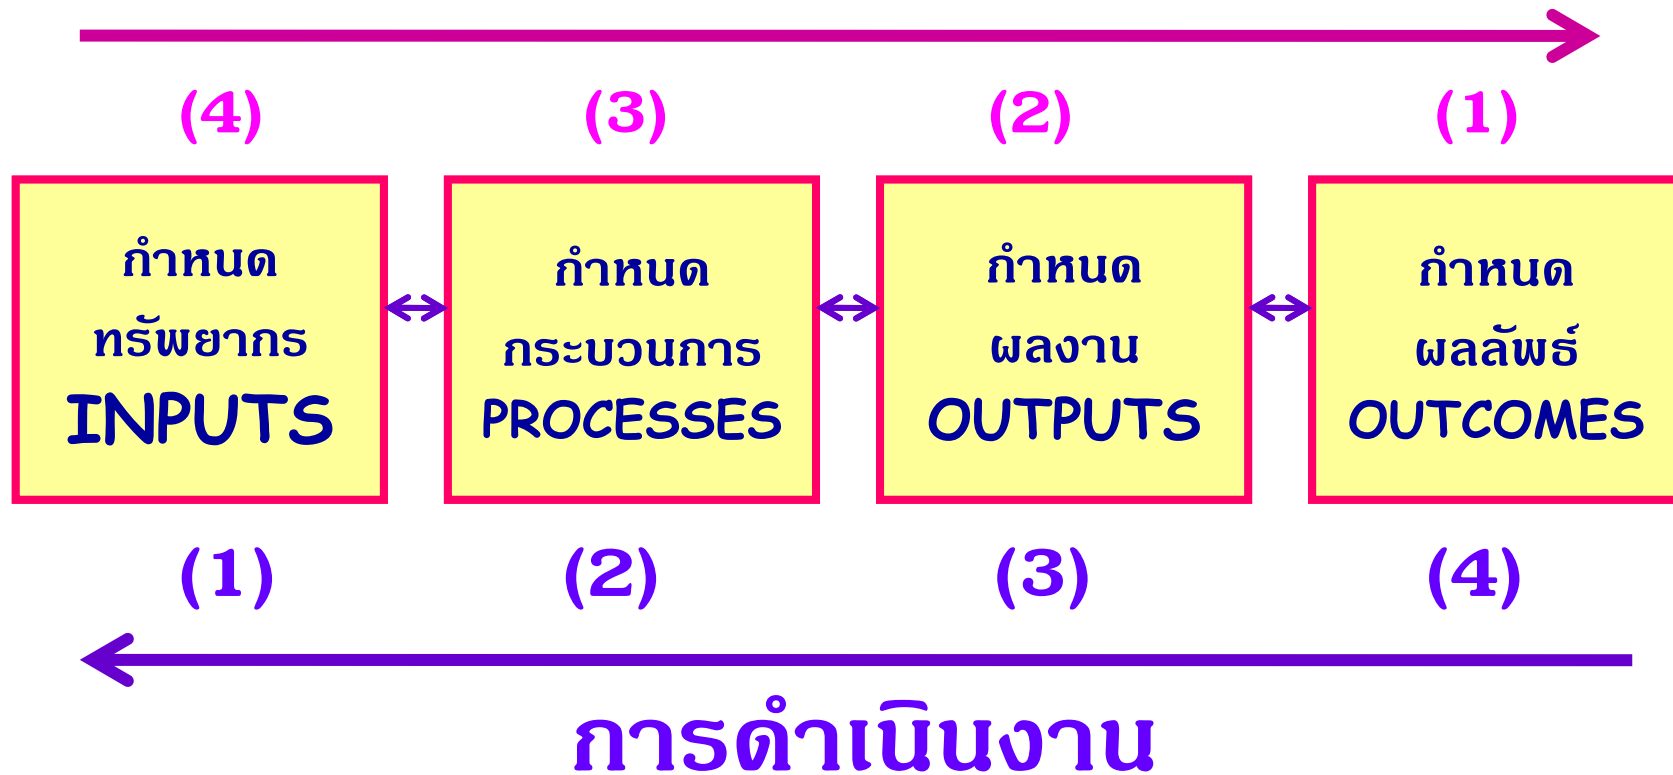 (4) (3) (2) (1)
กำหนด
ทรัพยากร
INPUTS
กำหนด
กระบวนการ
PROCESSES
กำหนด
ผลงาน
OUTPUTS
กำหนด
ผลลัพธ์
OUTCOMES
(1) (2) (3) (4)
การดำเนินงาน